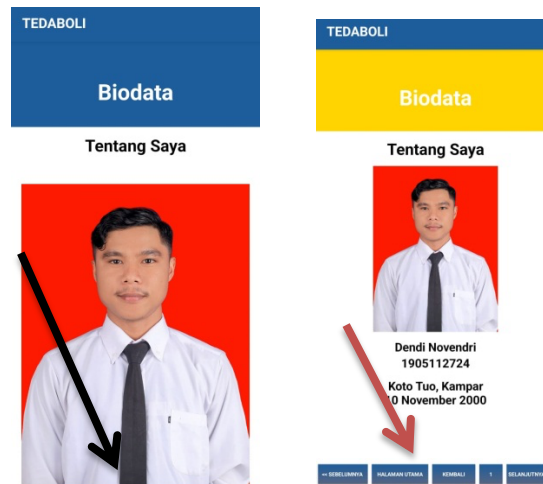 TEDABOLI
Biodata
Tentang Saya
TEDABOLI
Biodata
Tentang Saya
Dendi Novendri
1905112724
Koto Tuo, Kampar
0 November 2000
<< SEBELUMNYA HALAMAN UTAMA KEMBALI 1 SELANJUTNYA